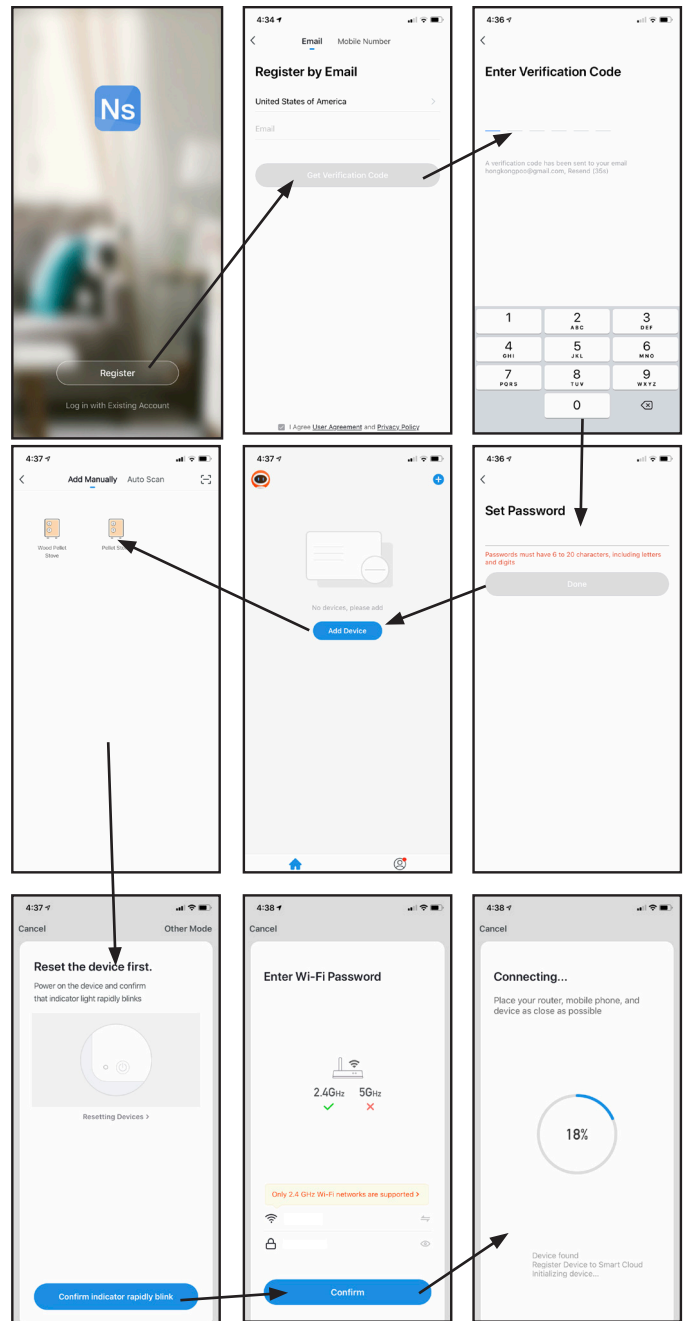 Ns
Register
Log in with Existing Account
4:34
Email Mobile Number
Register by Email
United States of America
Email
Get Verification Code
I Agree User Agreement and Privacy Policy
4:36
Enter Verification Code
A verification code has been sent to your email
hongkongpoo@gmail.com, Resend (36s)
1 2 3
ABC DEF
4 5 6
GHI JKL MNO
7 8 9
PQRS TUV WXYZ
0
4:37
Add Manually Auto Scan
Wood Pellet
Stove
Pellet Stove
4:37
No devices, please add
Add Device
4:36
Set Password
Passwords must have 6 to 20 characters, including letters
and digits
Done
4:37
Cancel Other Mode
Reset the device first.
Power on the device and confirm
that indicator light rapidly blinks
Resetting Devices >
Confirm indicator rapidly blink
4:38
Cancel
Enter Wi-Fi Password
2.4GHz 5GHz
Only 2.4 GHz Wi-Fi networks are supported >
Confirm
4:38
Cancel
Connecting...
Place your router, mobile phone, and
device as close as possible
18%
Device found
Register Device to Smart Cloud
Initializing device...